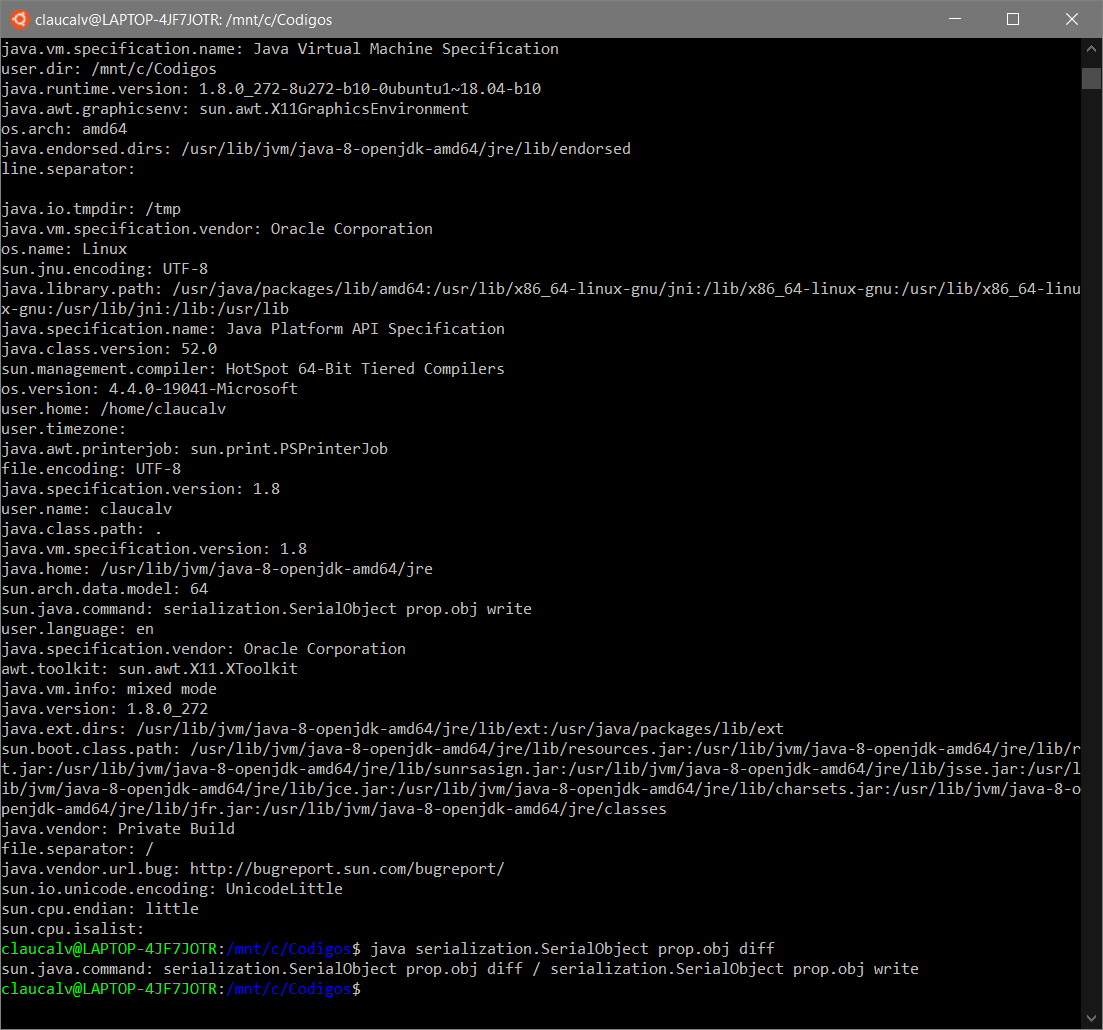 claucalv@LAPTOP-4JF7JOTR: /mnt/c/Codigos
java.vm.specification.name: Java Virtual Machine Specification
user.dir: /mnt/c/Codigos
java.runtime.version: 1.8.0_272-8u272-b10-0ubuntu1~18.04-b10
java.awt.graphicsenv: sun.awt.X11GraphicsEnvironment
os.arch: amd64
java.endorsed.dirs: /usr/lib/jvm/java-8-openjdk-amd64/jre/lib/endorsed
line.separator:

java.io.tmpdir: /tmp
java.vm.specification.vendor: Oracle Corporation
os.name: Linux
sun.jnu.encoding: UTF-8
java.library.path: /usr/java/packages/lib/amd64:/usr/lib/x86_64-linux-gnu/jni:/lib/x86_64-linux-gnu:/usr/lib/x86_64-linu
x-gnu:/usr/lib/jni:/lib:/usr/lib
java.specification.name: Java Platform API Specification
java.class.version: 52.0
sun.management.compiler: HotSpot 64-Bit Tiered Compilers
os.version: 4.4.0-19041-Microsoft
user.home: /home/claucalv
user.timezone:
java.awt.printerjob: sun.print.PSPrinterJob
file.encoding: UTF-8
java.specification.version: 1.8
user.name: claucalv
java.class.path: .
java.vm.specification.version: 1.8
java.home: /usr/lib/jvm/java-8-openjdk-amd64/jre
sun.arch.data.model: 64
sun.java.command: serialization.SerialObject prop.obj write
user.language: en
java.specification.vendor: Oracle Corporation
awt.toolkit: sun.awt.X11.XToolkit
java.vm.info: mixed mode
java.version: 1.8.0_272
java.ext.dirs: /usr/lib/jvm/java-8-openjdk-amd64/jre/lib/ext:/usr/java/packages/lib/ext
sun.boot.class.path: /usr/lib/jvm/java-8-openjdk-amd64/jre/lib/resources.jar:/usr/lib/jvm/java-8-openjdk-amd64/jre/lib/r
t.jar:/usr/lib/jvm/java-8-openjdk-amd64/jre/lib/sunrsasign.jar:/usr/lib/jvm/java-8-openjdk-amd64/jre/lib/jsse.jar:/usr/l
ib/jvm/java-8-openjdk-amd64/jre/lib/jce.jar:/usr/lib/jvm/java-8-openjdk-amd64/jre/lib/charsets.jar:/usr/lib/jvm/java-8-o
penjdk-amd64/jre/lib/jfr.jar:/usr/lib/jvm/java-8-openjdk-amd64/jre/classes
java.vendor: Private Build
file.separator: /
java.vendor.url.bug: http://bugreport.sun.com/bugreport/
sun.io.unicode.encoding: UnicodeLittle
sun.cpu.endian: little
sun.cpu.isalist:
claucalv@LAPTOP-4JF7JOTR:/mnt/c/Codigos$ java serialization.SerialObject prop.obj diff
sun.java.command: serialization.SerialObject prop.obj diff / serialization.SerialObject prop.obj write
claucalv@LAPTOP-4JF7JOTR:/mnt/c/Codigos$